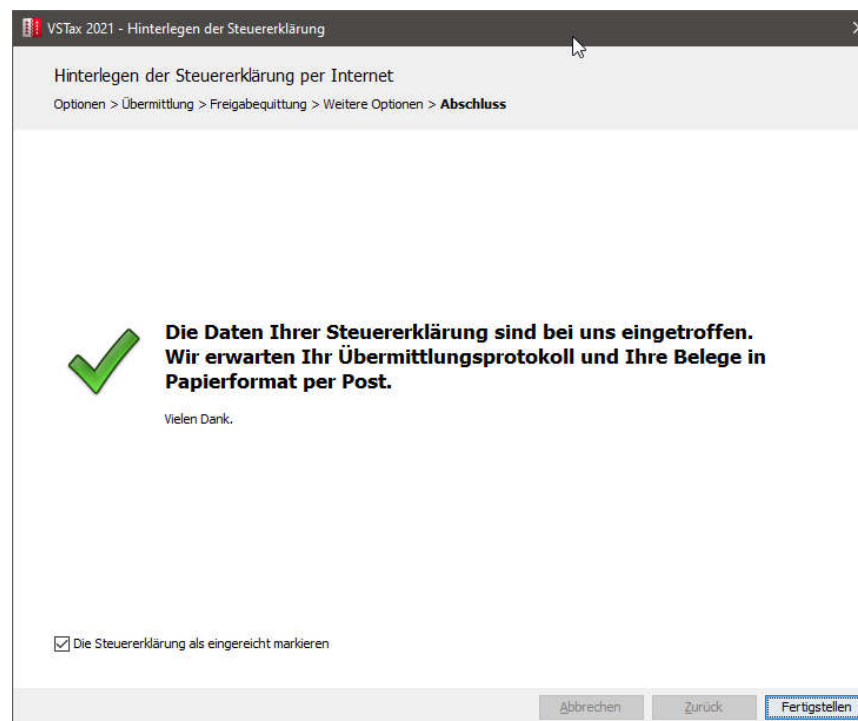 VSTax 2021 - Hinterlegen der Steuererklärung
Hinterlegen der Steuererklärung per Internet
Optionen > Übermittlung > Freigabequittung > Weitere Optionen > Abschluss
Die Daten Ihrer Steuererklärung sind bei uns eingetroffen.
Wir erwarten Ihr Übermittlungsprotokoll und Ihre Belege in
Papierformat per Post.
Vielen Dank.
Die Steuererklärung als eingereicht markieren
Abbrechen Zurück Fertigstellen